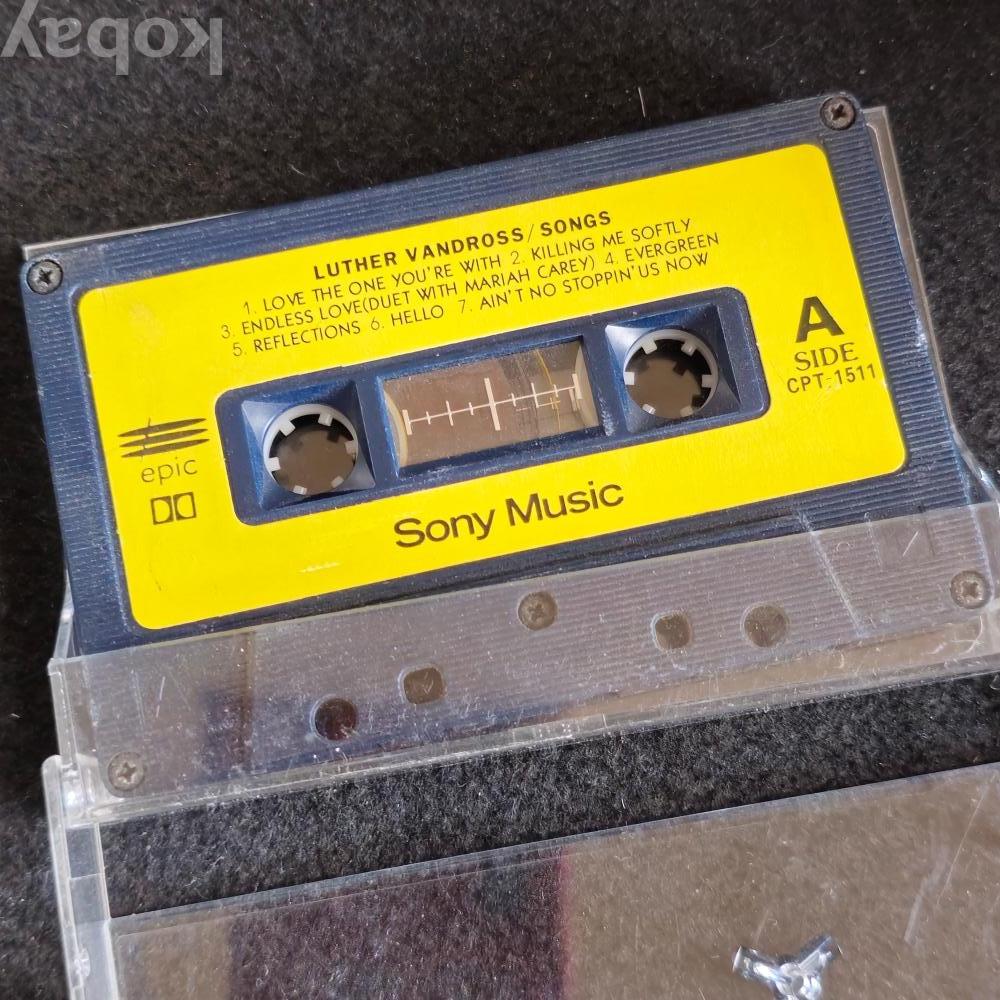 kobay
LUTHER VANDROSS/SONGS
1. LOVE THE ONE YOU'RE WITH 2. KILLING ME SOFTLY
3. ENDLESS LOVE(DUET WITH MARIAH CAREY) 4. EVERGREEN
5. REFLECTIONS 6. HELLO 7. AIN'T NO STOPPIN' US NOW
A
SIDE
CPT-1511
epic
Sony Music